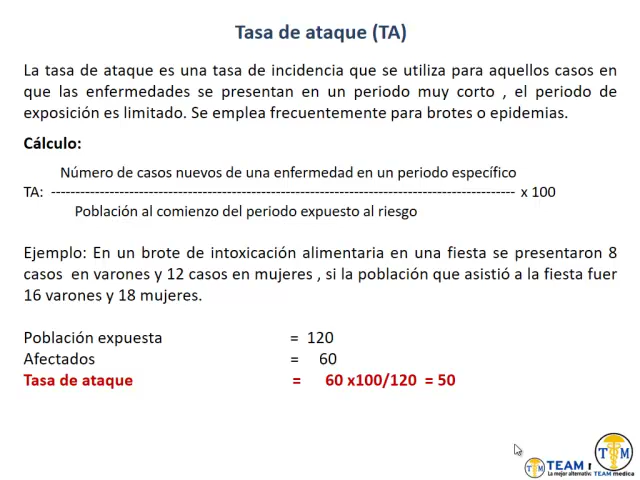 Tasa de ataque (TA)
La tasa de ataque es una tasa de incidencia que se utiliza para aquellos casos en
que las enfermedades se presentan en un periodo muy corto , el periodo de
exposición es limitado. Se emplea frecuentemente para brotes o epidemias.
Cálculo:
Número de casos nuevos de una enfermedad en un periodo específico
TA: ------------------------------------------------------------------------------------------------ x 100
Población al comienzo del periodo expuesto al riesgo
Ejemplo: En un brote de intoxicación alimentaria en una fiesta se presentaron 8
casos en varones y 12 casos en mujeres , si la población que asistió a la fiesta fuer
16 varones y 18 mujeres.
Población expuesta = 120
Afectados = 60
Tasa de ataque = 60 x100/120 = 50
TM TEAM
La mejor alternativ
TM
TEAM medica